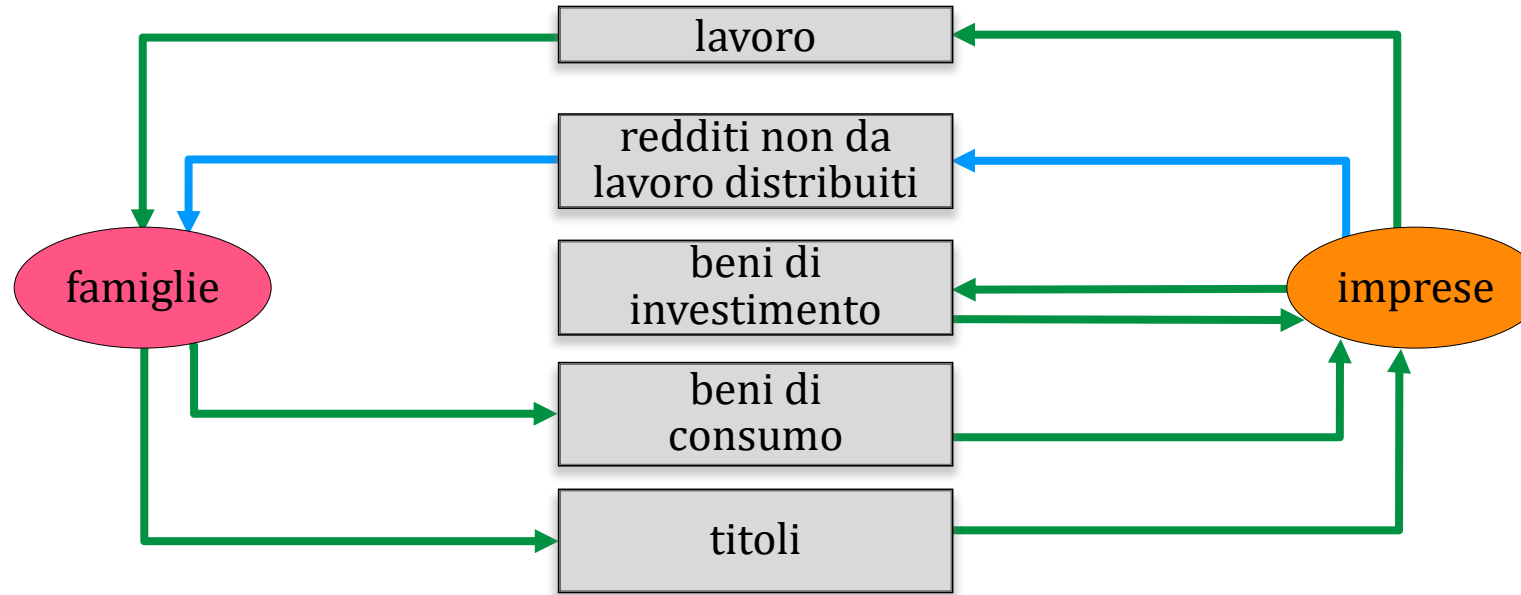 lavoro
redditi non da
lavoro distribuiti
famiglie
beni di
investimento
imprese
beni di
consumo
titoli